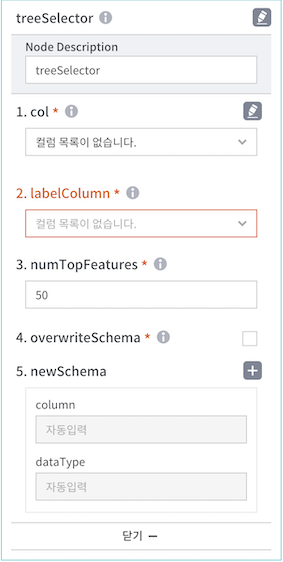 treeSelector
Node Description
treeSelector
1. col *
컬럼 목록이 없습니다.
2. labelColumn *
컬럼 목록이 없습니다.
3. numTopFeatures *
50
4. overwriteSchema *
5. newSchema
column
자동입력
dataType
자동입력
닫기